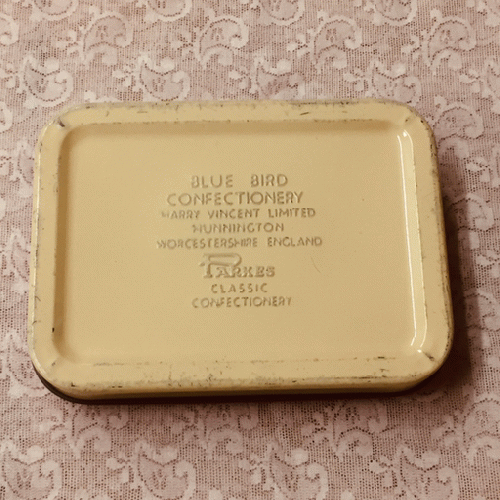 BLUE BIRD
CONFECTIONERY
HARRY VINCENT LIMITED
HUNNINGTON
WORCESTERSHIRE ENGLAND
PARKES
CLASSIC
CONFECTIONERY